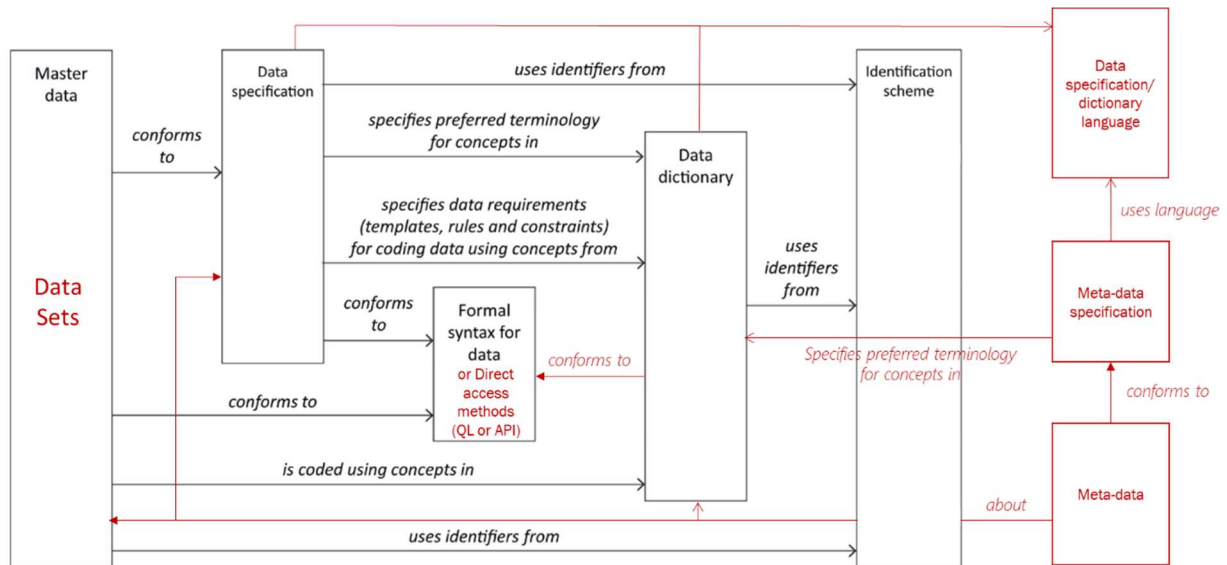 Master
data
Data
Sets
conforms
to
Data
specification
uses identifiers from
specifies preferred terminology
for concepts in
specifies data requirements
(templates, rules and constraints)
for coding data using concepts from
conforms
to
Formal
syntax for
data
or Direct
access
methods
(QL or API)
conforms to
conforms to
is coded using concepts in
uses identifiers from
Data
dictionary
uses
identifiers
from
Identification
scheme
Data
specification/
dictionary
language
uses language
Meta-data
specification
Specifies preferred terminology
for concepts in
conforms to
Meta-data
about